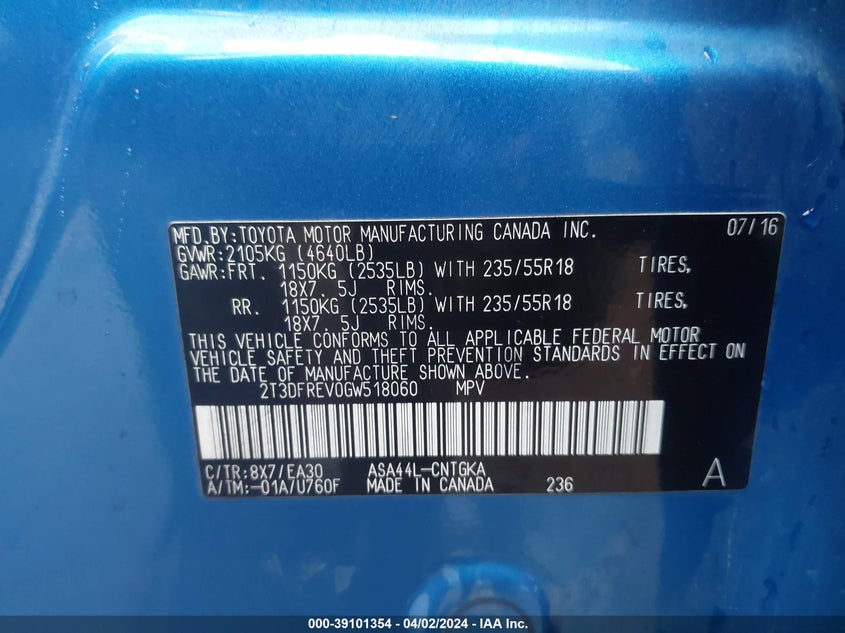 MFD.BY:TOYOTA MOTOR MANUFACTURING CANADA INC. 07/16
GVWR:2105KG (4640LB)
GAWR:FRT. 1150KG (2535LB) WITH 235/55R18 TIRES,
18X7. 5J RIMS.
RR. 1150KG (2535LB) WITH 235/55R18 TIRES,
18X7. 5J RIMS.
THIS VEHICLE CONFORMS TO ALL APPLICABLE FEDERAL MOTOR
VEHICLE SAFETY AND THEFT PREVENTION STANDARDS IN EFFECT ON
THE DATE OF MANUFACTURE SHOWN ABOVE.
2T3DFREV0GW518060 MPV
C/TR:8X7/EA30 ASA44L-CNTGKA
A/TM:-01A/U760F MADE IN CANADA 236 A
000-39101354 - 04/02/2024 - IAA Inc.